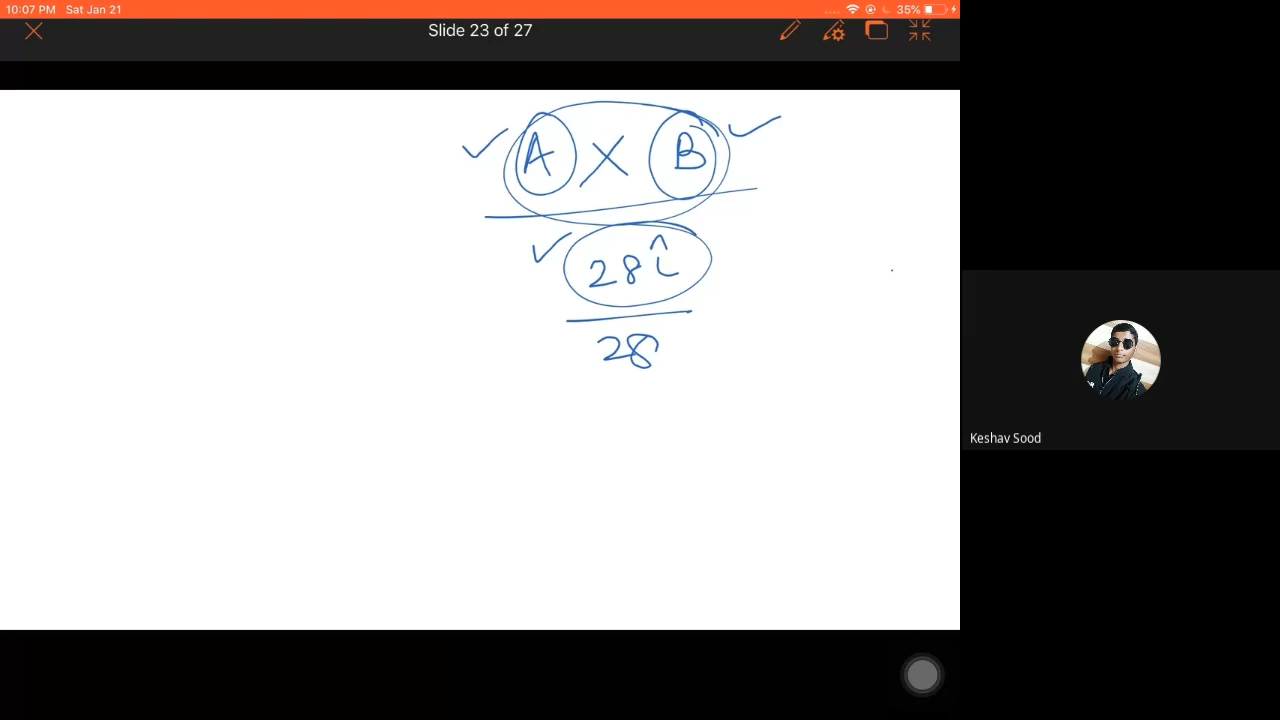 10:07 PM Sat Jan 21 35%
Slide 23 of 27
A X B
28 î
28
Keshav Sood